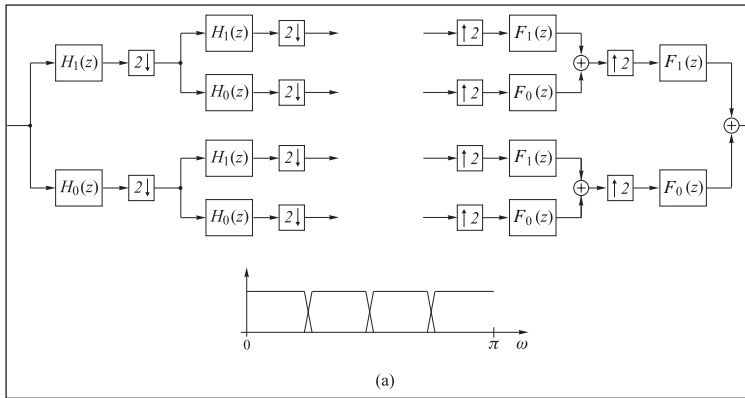 H₁(z) 2↓ ↑2 F₁(z)
H₁(z) 2↓ + ↑2 F₁(z)
H₀(z) 2↓ ↑2 F₀(z)
+
H₁(z) 2↓ ↑2 F₁(z)
H₀(z) 2↓ + ↑2 F₀(z)
H₀(z) 2↓ ↑2 F₀(z)
0 π ω
(a)